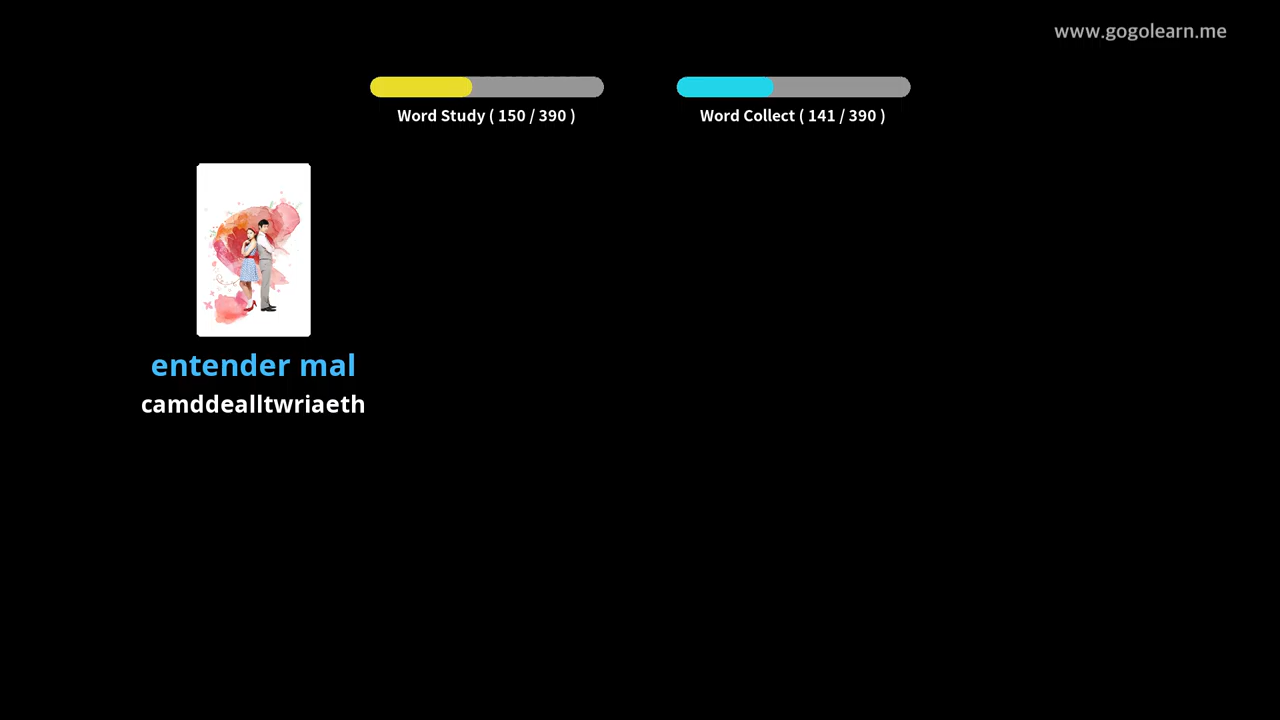 www.gogolearn.me
Word Study ( 150 / 390 )
Word Collect ( 141 / 390 )
entender mal
camddealltwriaeth